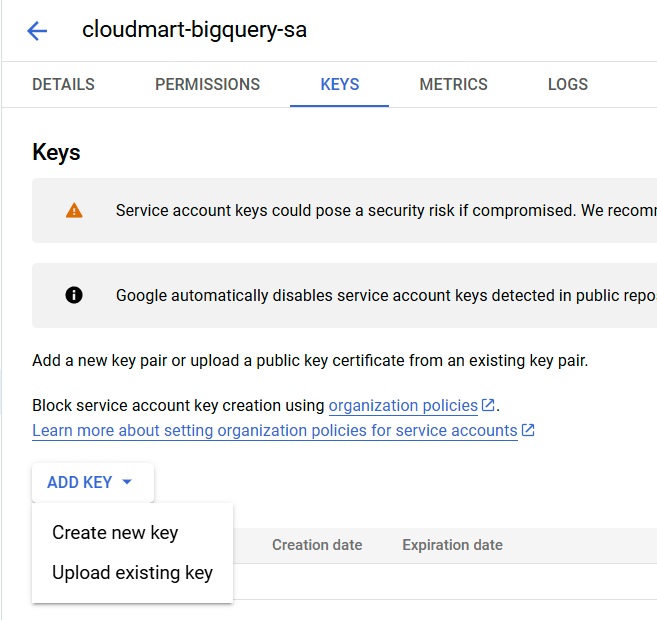 cloudmart-bigquery-sa
DETAILS PERMISSIONS KEYS METRICS LOGS
Keys
Service account keys could pose a security risk if compromised. We
Google automatically disables service account keys detected in public
Add a new key pair or upload a public key certificate from an existing key pair.
Block service account key creation using organization policies.
Learn more about setting organization policies for service accounts
ADD KEY
Create new key
Upload existing key
Creation date Expiration date